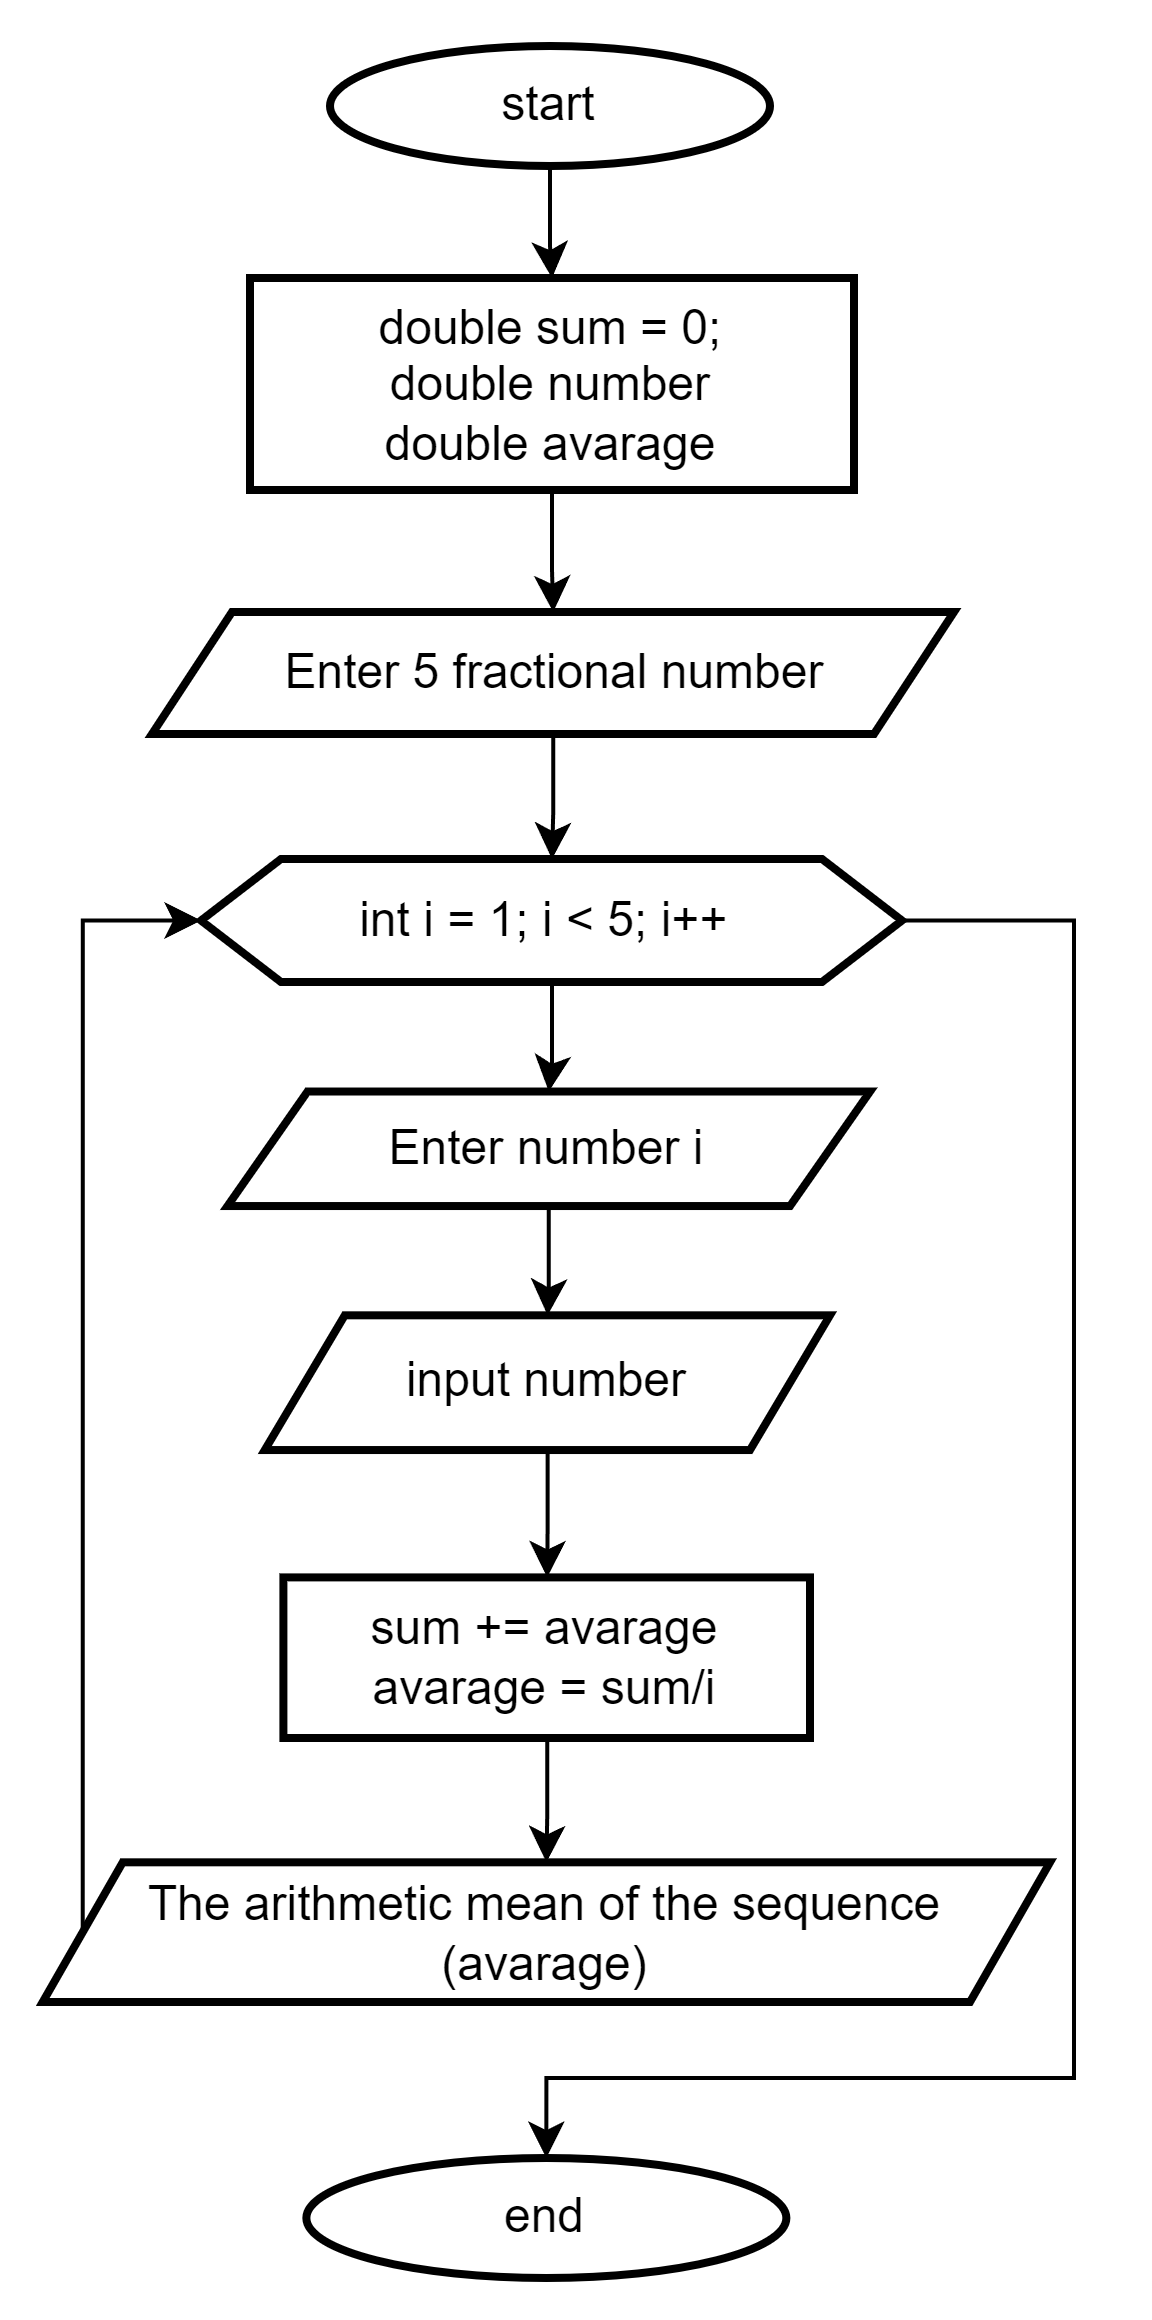 start
double sum = 0;
double number
double avarage
Enter 5 fractional number
int i = 1; i < 5; i++
Enter number i
input number
sum += avarage
avarage = sum/i
The arithmetic mean of the sequence
(avarage)
end